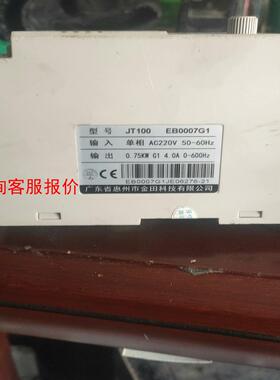 型 号 JT100 EB0007G1
输 入 单相 AC220V 50-60Hz
输 出 0.75KW G1 4.0A 0-600Hz
EB0007G1JE06276-21
广东省惠州市金田科技有限公司
询客服报价